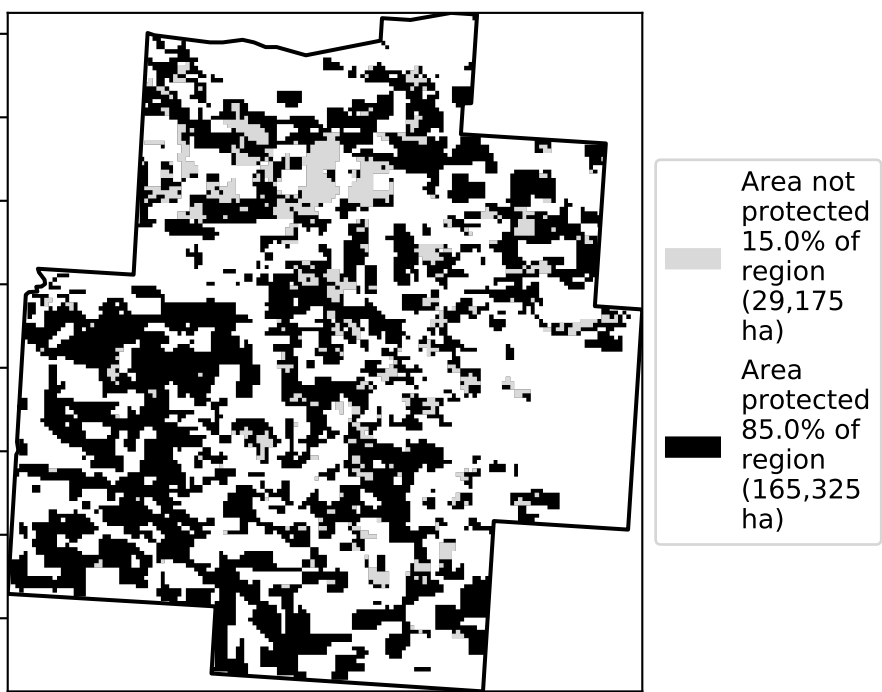 Area not
protected
15.0% of
region
(29,175
ha)
Area
protected
85.0% of
region
(165,325
ha)